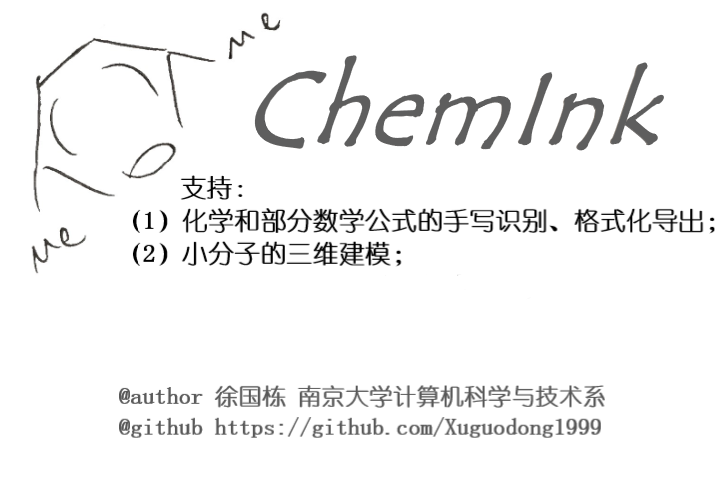 Me
ChemInk
Me
支持：
（1）化学和部分数学公式的手写识别、格式化导出；
（2）小分子的三维建模；
@author 徐国栋 南京大学计算机科学与技术系
@github https://github.com/Xuguodong1999